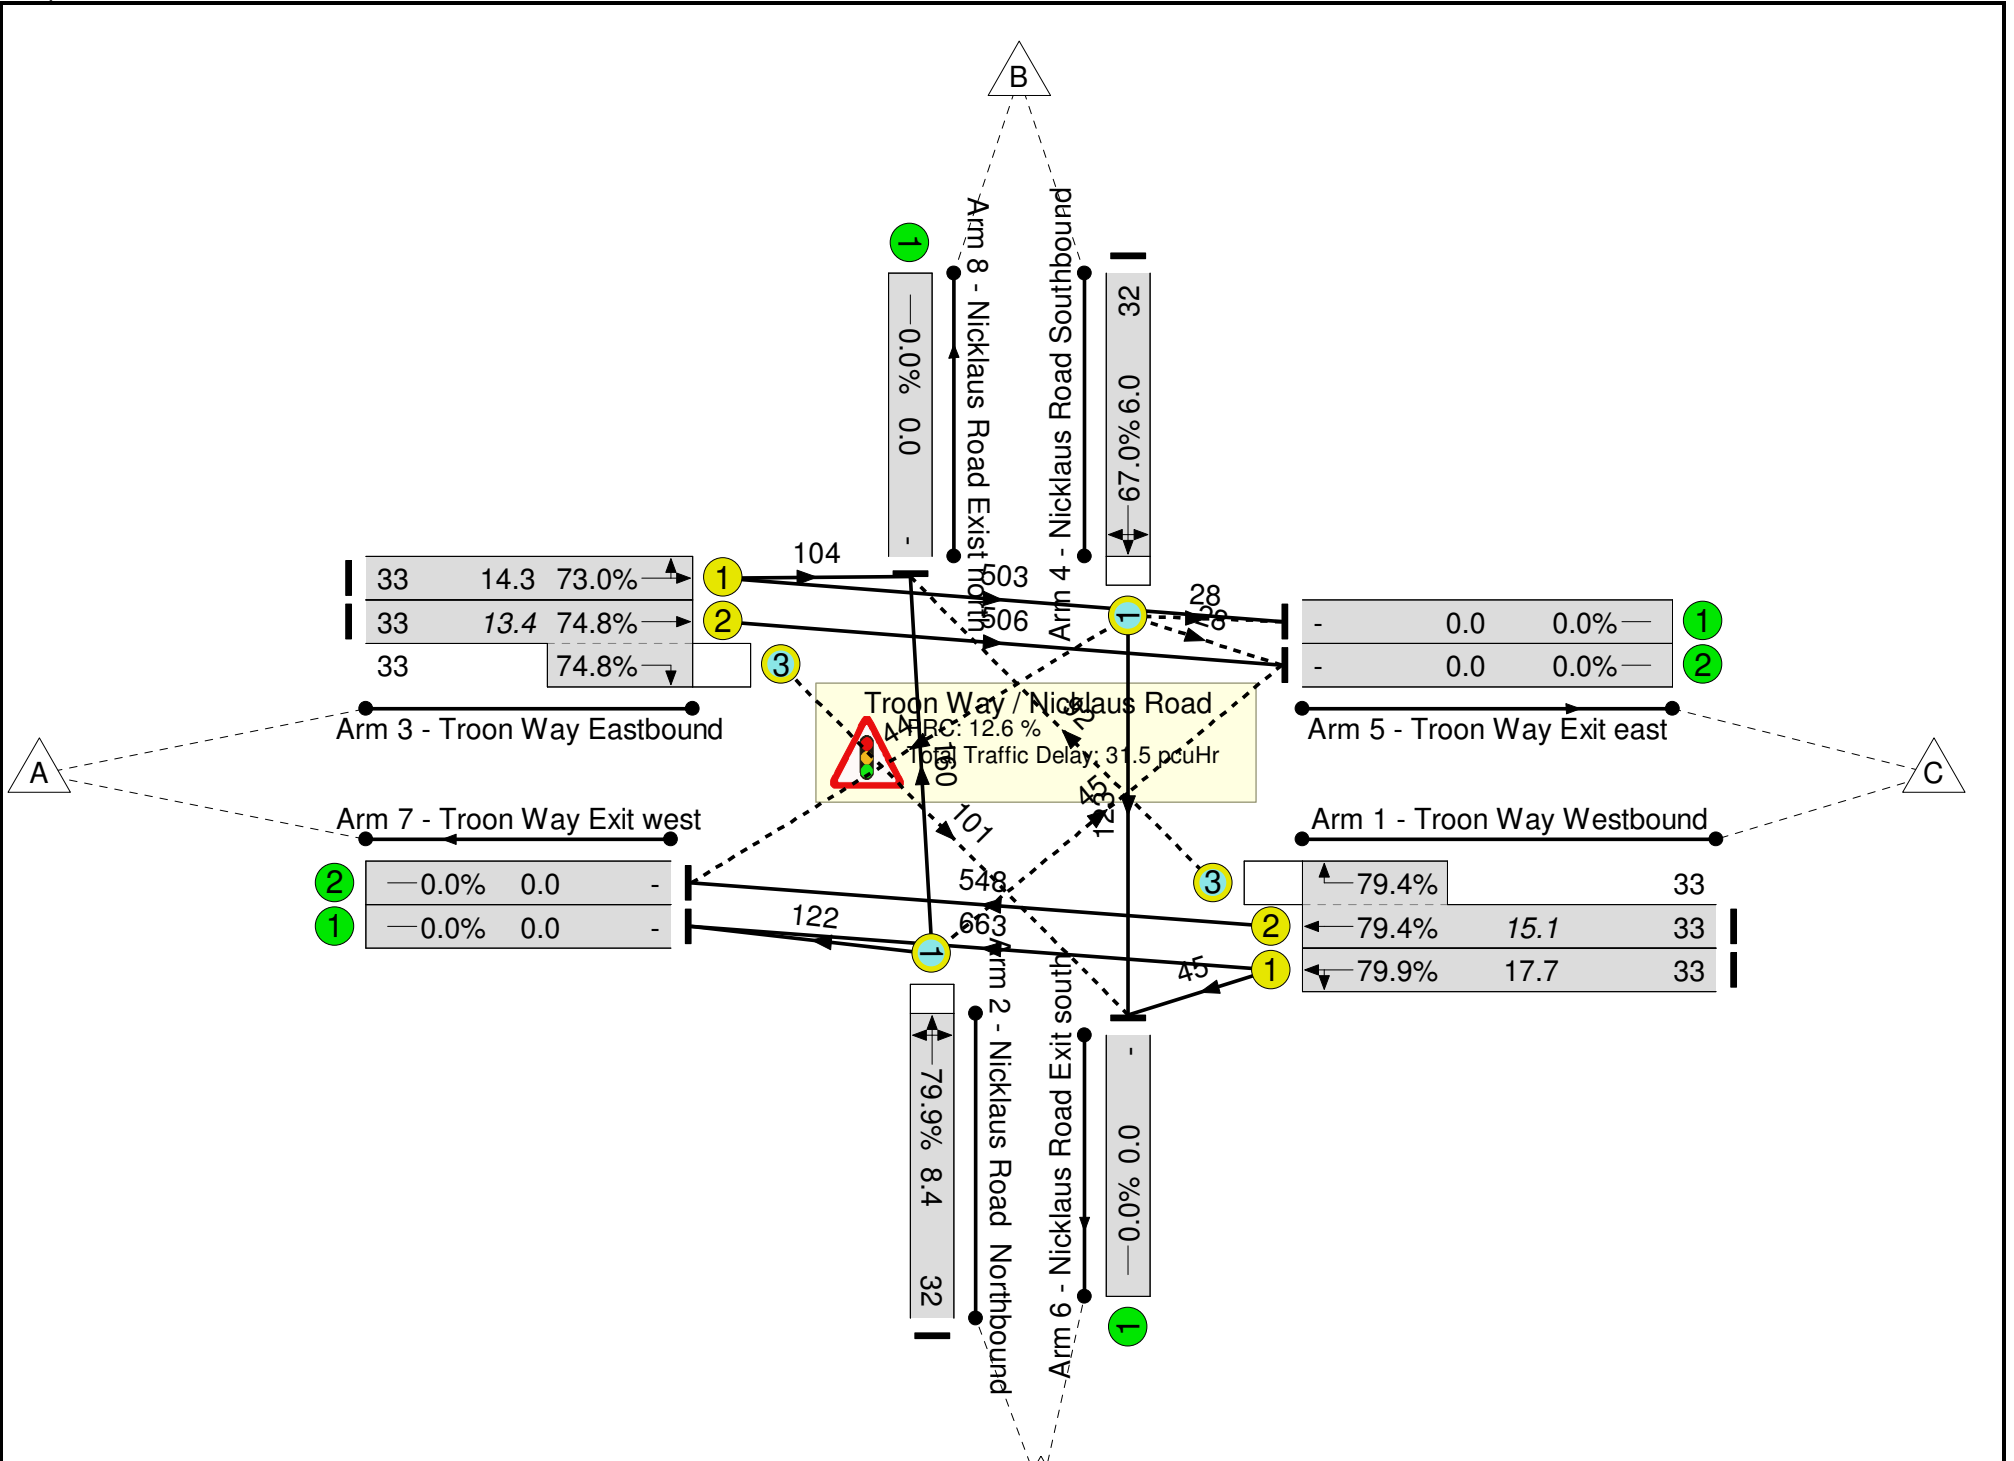 B
1
Arm 8 - Nicklaus Road Exist north
0.0% 0.0 -
Arm 4 - Nicklaus Road Southbound
32 6.0 67.0%
1
104
503
506
28
28
33 14.3 73.0% 1
33 13.4 74.8% 2
33 74.8% 3
Arm 3 - Troon Way Eastbound
- 0.0 0.0% 1
- 0.0 0.0% 2
Arm 5 - Troon Way Exit east
Troon Way / Nicklaus Road
PRC: 12.6 %
Total Traffic Delay: 31.5 pcuHr
44
160
45
123
101
A
C
Arm 7 - Troon Way Exit west
2 0.0% 0.0 -
1 0.0% 0.0 -
122
548
663
45
Arm 1 - Troon Way Westbound
3 79.4% 33
2 79.4% 15.1 33
1 79.9% 17.7 33
1
79.9% 8.4 32
Arm 2 - Nicklaus Road Northbound
Arm 6 - Nicklaus Road Exit south
0.0% 0.0 -
1